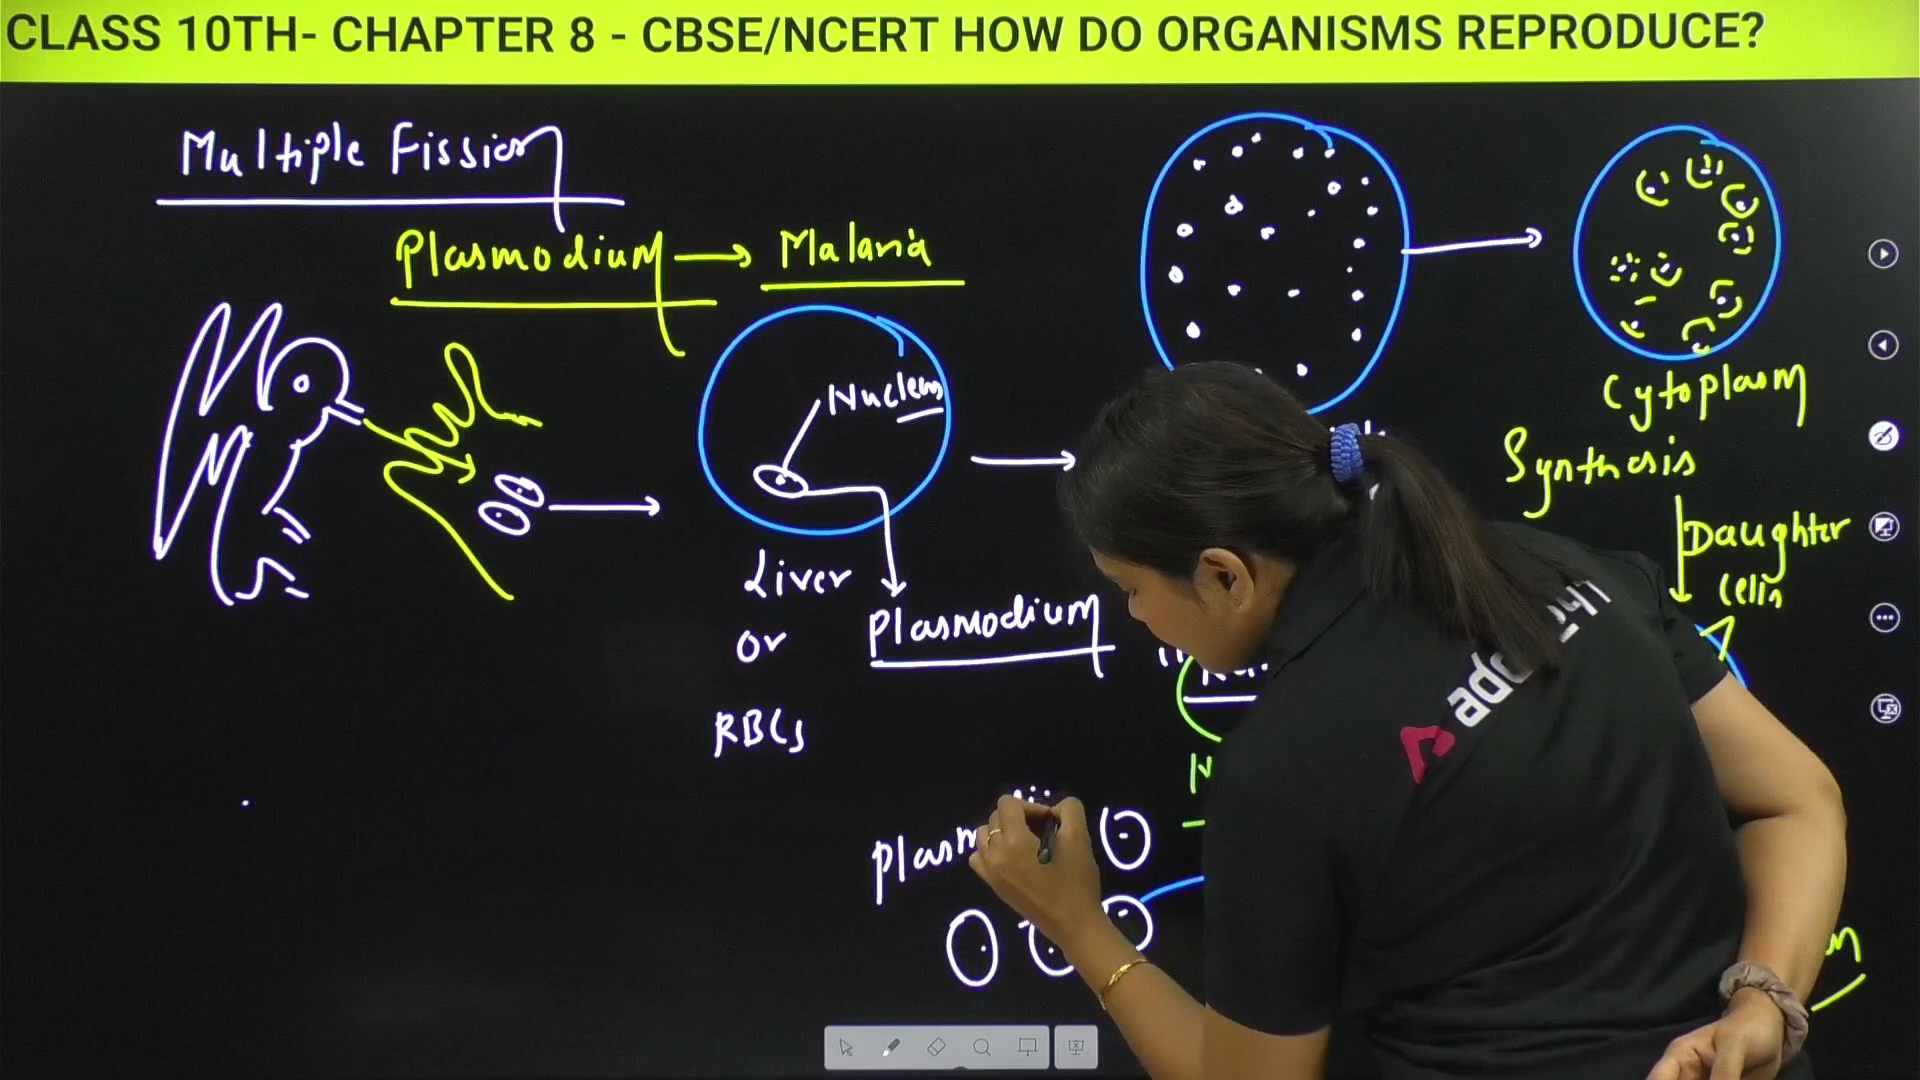 CLASS 10TH- CHAPTER 8 - CBSE/NCERT HOW DO ORGANISMS REPRODUCE?
Multiple Fission
Plasmodium → Malaria
Nucleus
Liver
or
RBCs
Plasmodium
Cytoplasm
Synthesis
Daughter
cells
Plasm